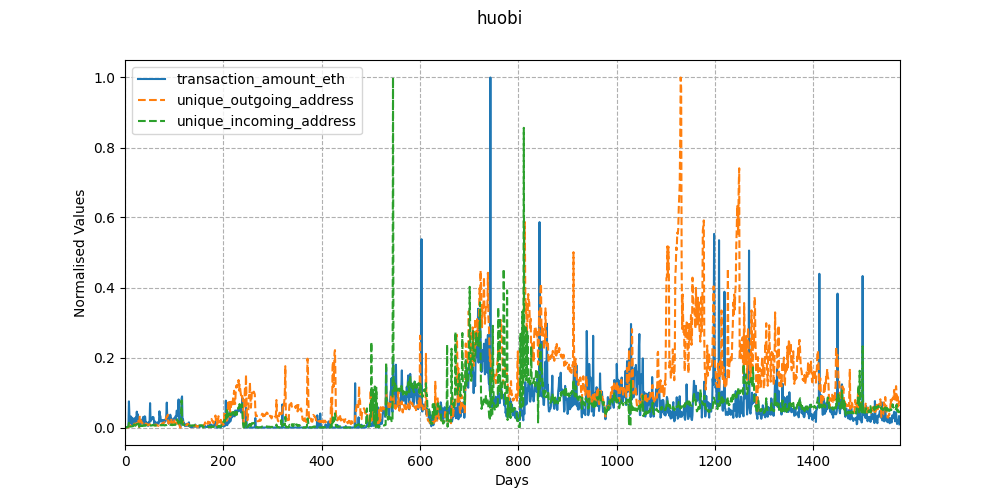 huobi
transaction_amount_eth
unique_outgoing_address
unique_incoming_address
Normalised Values
1.0
0.8
0.6
0.4
0.2
0.0
0 200 400 600 800 1000 1200 1400
Days